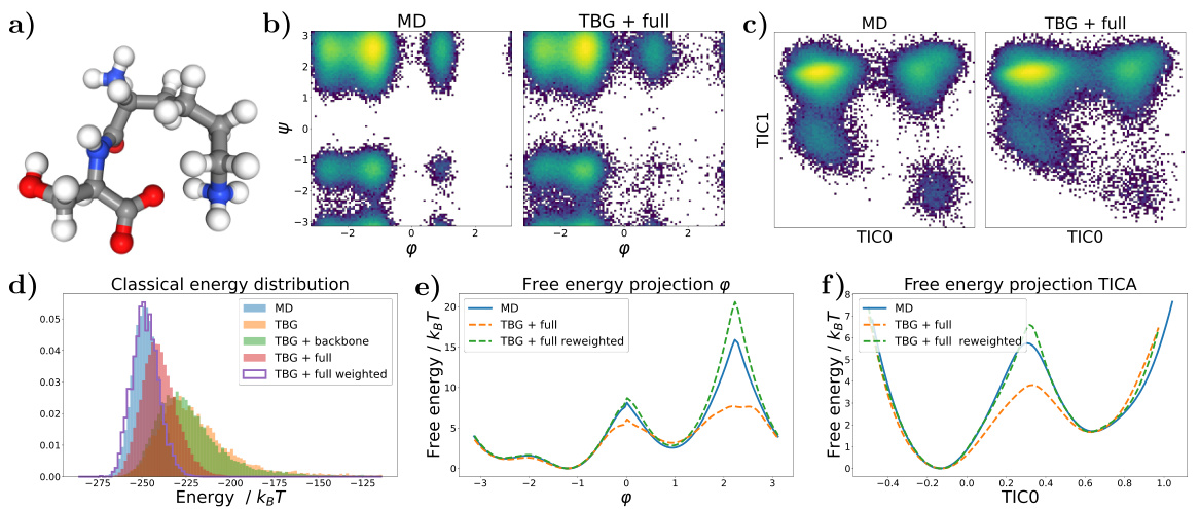 a)
b)
MD
TBG + full
ψ
3
2
1
0
−1
−2
−3
−2
0
2
φ
−2
0
2
φ
c)
MD
TBG + full
TIC1
TIC0
TIC0
d)
Classical energy distribution
MD
TBG
TBG + backbone
TBG + full
TBG + full weighted
0.05
0.04
0.03
0.02
0.01
0.00
−275
−250
−225
−200
−175
−150
−125
Energy / k_BT
e)
Free energy projection φ
MD
TBG + full
TBG + full reweighted
Free energy / k_BT
20
15
10
5
0
−3
−2
−1
0
1
2
3
φ
f)
Free energy projection TICA
MD
TBG + full
TBG + full reweighted
Free energy / k_BT
8
7
6
5
4
3
2
1
0
−0.4
−0.2
0.0
0.2
0.4
0.6
0.8
1.0
TIC0